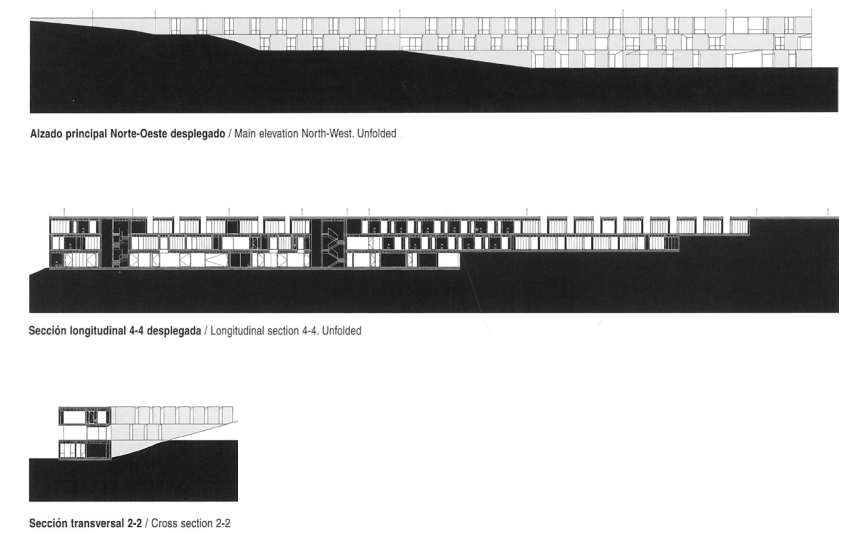 Alzado principal Norte-Oeste desplegado / Main elevation North-West. Unfolded
Sección longitudinal 4-4 desplegada / Longitudinal section 4-4. Unfolded
Sección transversal 2-2 / Cross section 2-2